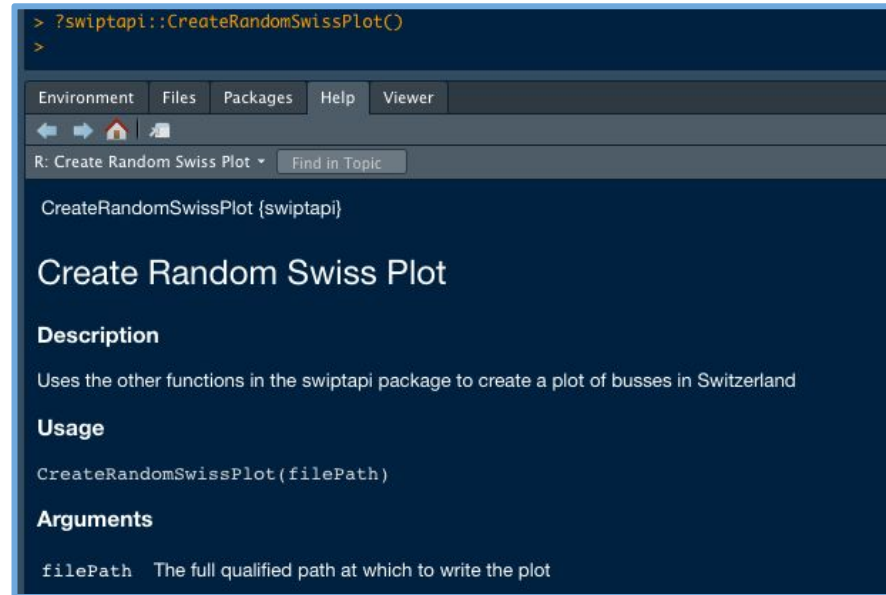 > ?swiptapi::CreateRandomSwissPlot()
>
Environment Files Packages Help Viewer
R: Create Random Swiss Plot Find in Topic
CreateRandomSwissPlot {swiptapi}
Create Random Swiss Plot
Description
Uses the other functions in the swiptapi package to create a plot of busses in Switzerland
Usage
CreateRandomSwissPlot(filePath)
Arguments
filePath The full qualified path at which to write the plot